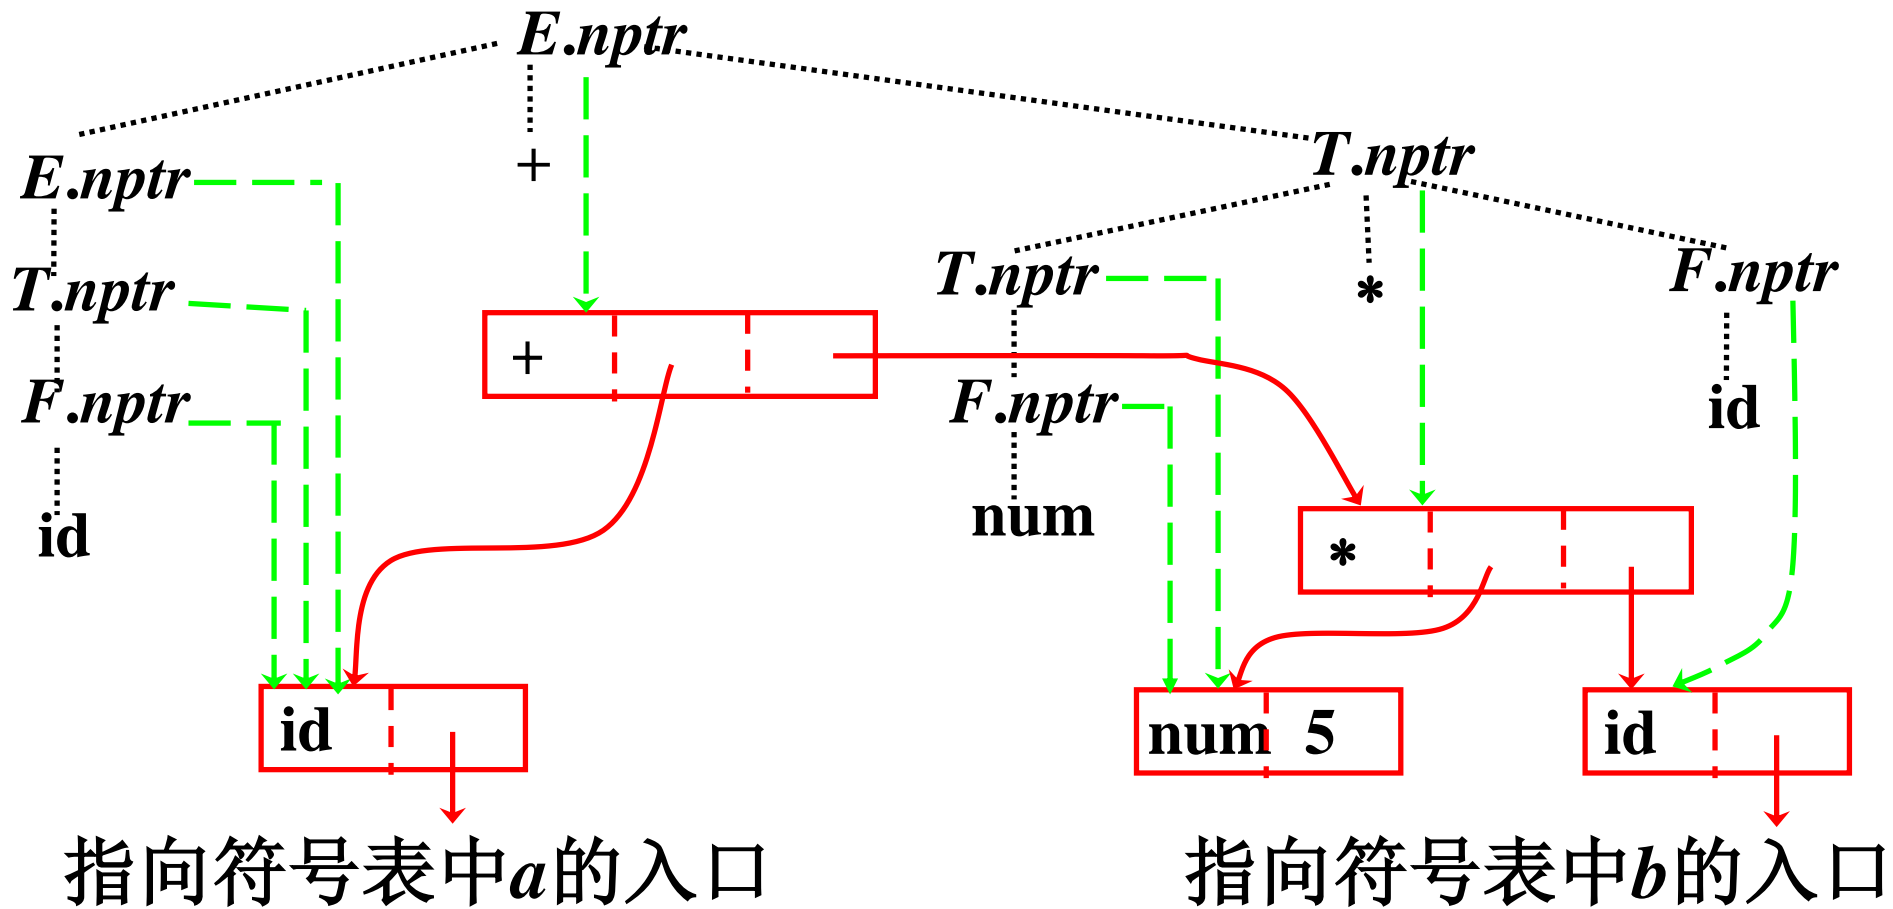 E.nptr
+
T.nptr
E.nptr
T.nptr
*
F.nptr
T.nptr
+
F.nptr
F.nptr
id
id
num
*
id
num 5
id
指向符号表中a的入口
指向符号表中b的入口